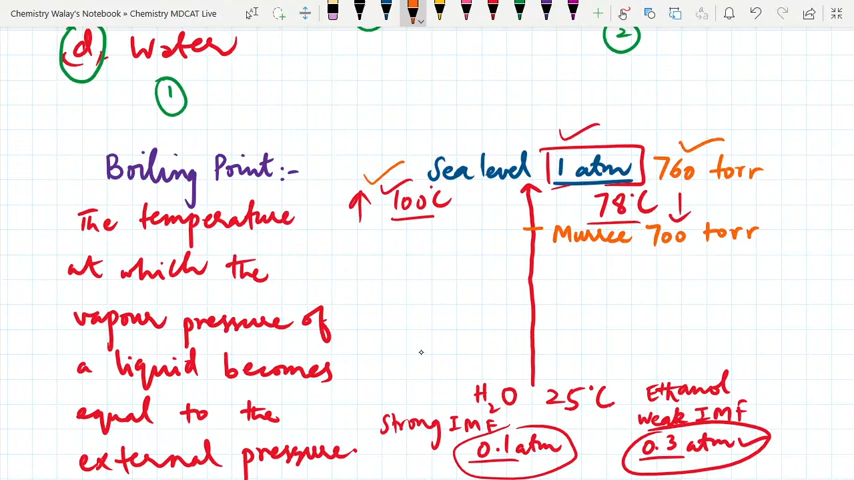 Chemistry Walay's Notebook » Chemistry MDCAT Live
(d) Water
2
1
Boiling Point:-
Sea level 1 atm 760 torr
100°C
78°C
The temperature
Murree 700 torr
at which the
vapour pressure of
a liquid becomes
H2O 25°C Ethanol
Strong IMF
weak IMF
equal to the
0.1 atm
0.3 atm
external pressure.